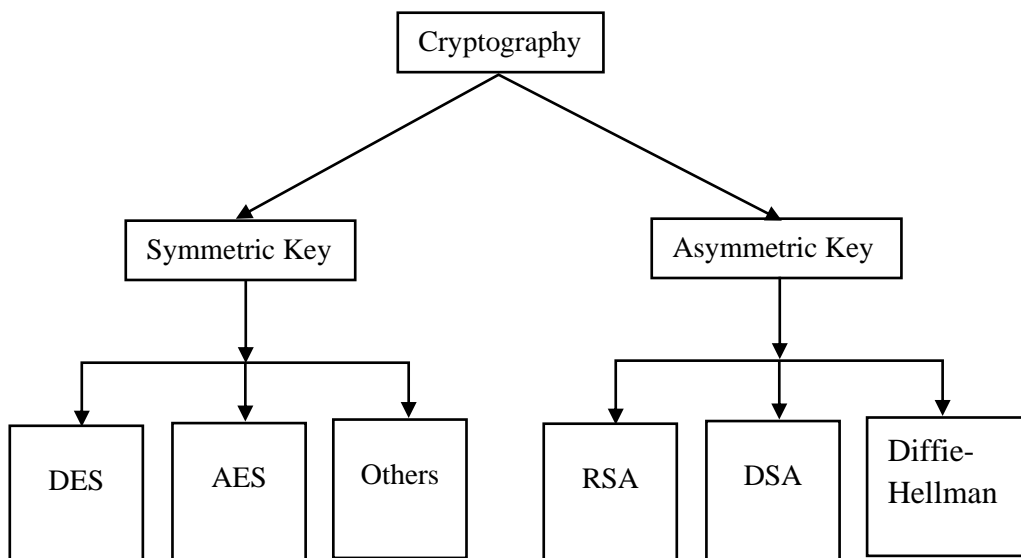 Cryptography
Symmetric Key
Asymmetric Key
DES
AES
Others
RSA
DSA
Diffie-
Hellman